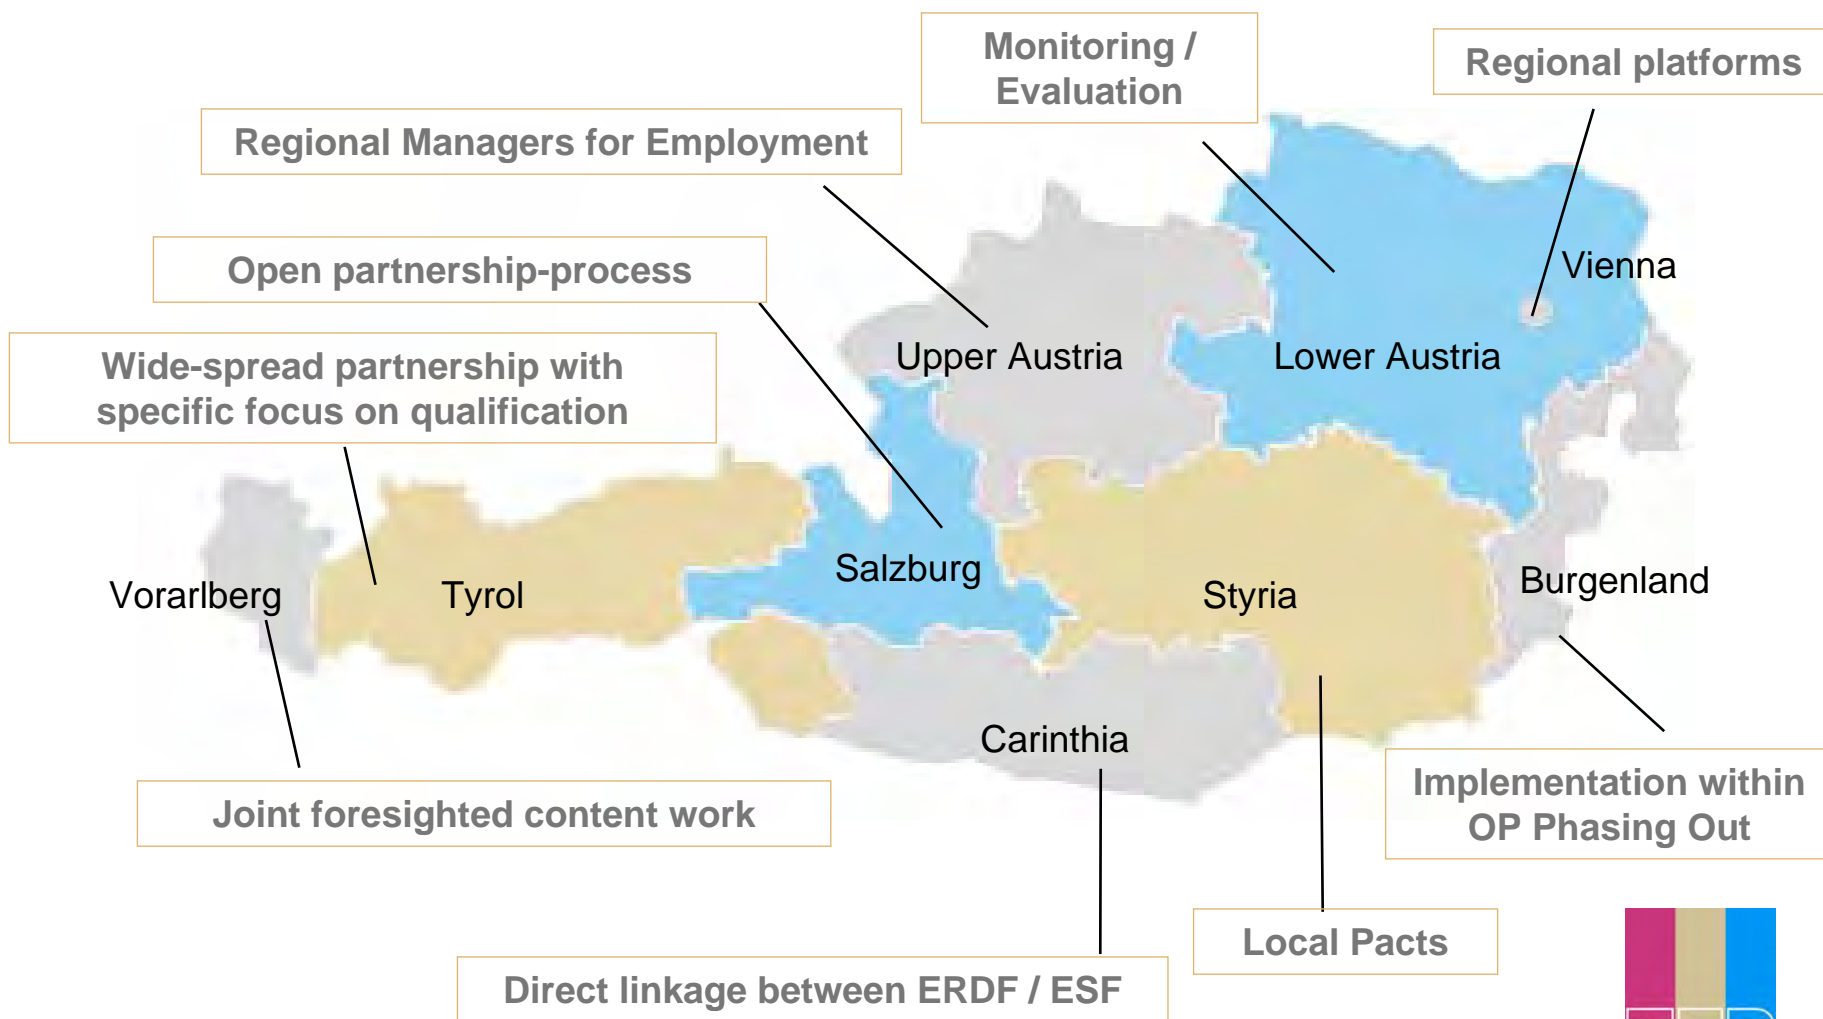 Monitoring /
Evaluation
Regional platforms
Regional Managers for Employment
Open partnership-process
Vienna
Wide-spread partnership with
specific focus on qualification
Upper Austria
Lower Austria
Salzburg
Vorarlberg
Tyrol
Styria
Burgenland
Carinthia
Joint foresighted content work
Implementation within
OP Phasing Out
Local Pacts
Direct linkage between ERDF / ESF